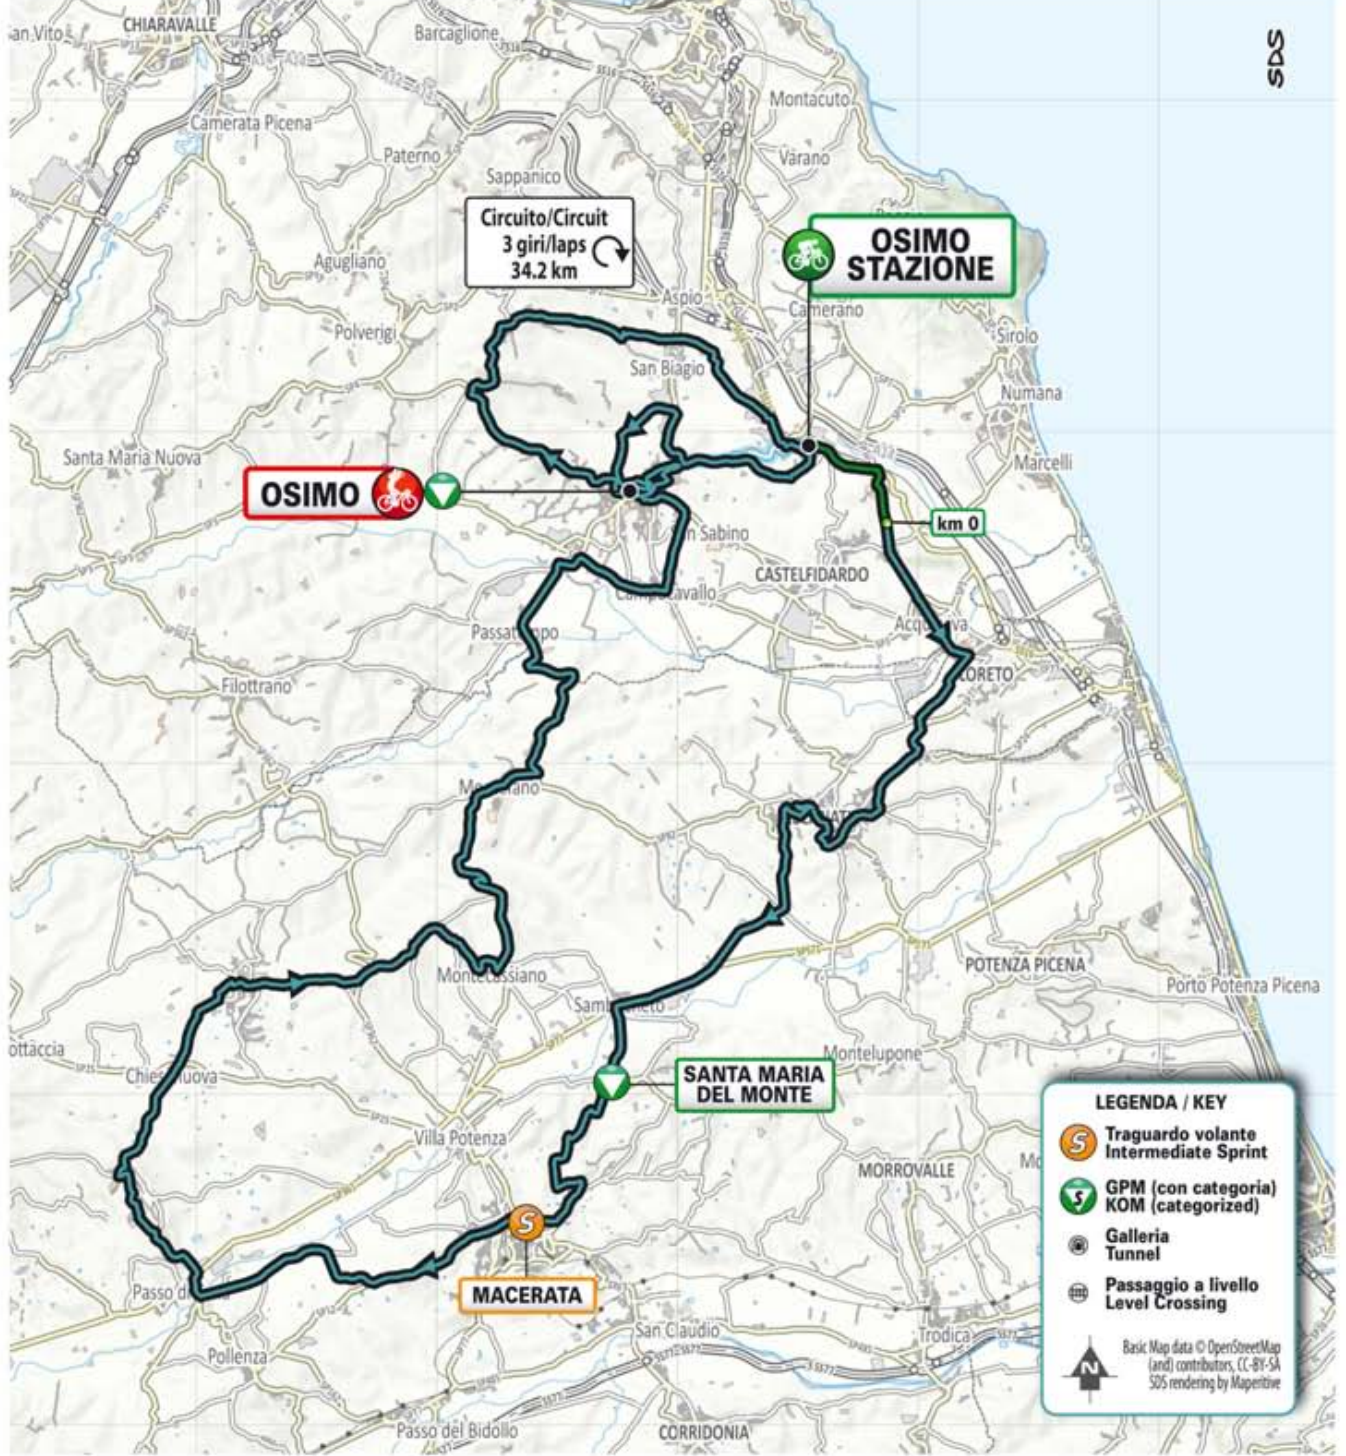 an Vito
CHIARAVALLE
Barcaglione
SDS
Camerata Picena
Montacuto
Paterno
Varano
Sappanico
Circuito/Circuit
3 giri/laps
34.2 km
OSIMO
STAZIONE
Agugliano
Aspio
Camerano
Polverigi
Sirolo
San Biagio
Numana
Santa Maria Nuova
Marcelli
OSIMO
km 0
n Sabino
CASTELFIDARDO
Filottrano
LORETO
POTENZA PICENA
Porto Potenza Picena
Montecassiano
Montelupone
ottaccia
SANTA MARIA
DEL MONTE
Villa Potenza
MORROVALLE
MACERATA
San Claudio
Trodica
Pollenza
Passo del Bidollo
CORRIDONIA
LEGENDA / KEY
S Traguardo volante
Intermediate Sprint
S GPM (con categoria)
KOM (categorized)
Galleria
Tunnel
Passaggio a livello
Level Crossing
N
Basic Map data © OpenStreetMap
(and) contributors, CC-BY-SA
SDS rendering by Maperitive